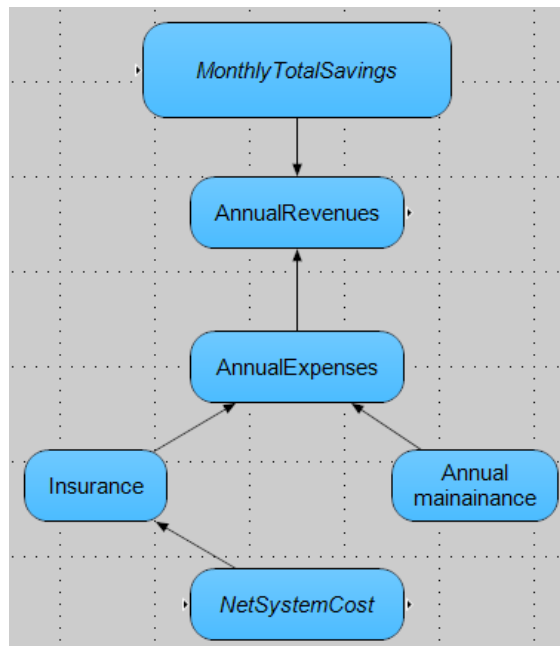 MonthlyTotalSavings
AnnualRevenues
AnnualExpenses
Insurance
Annual
mainainance
NetSystemCost